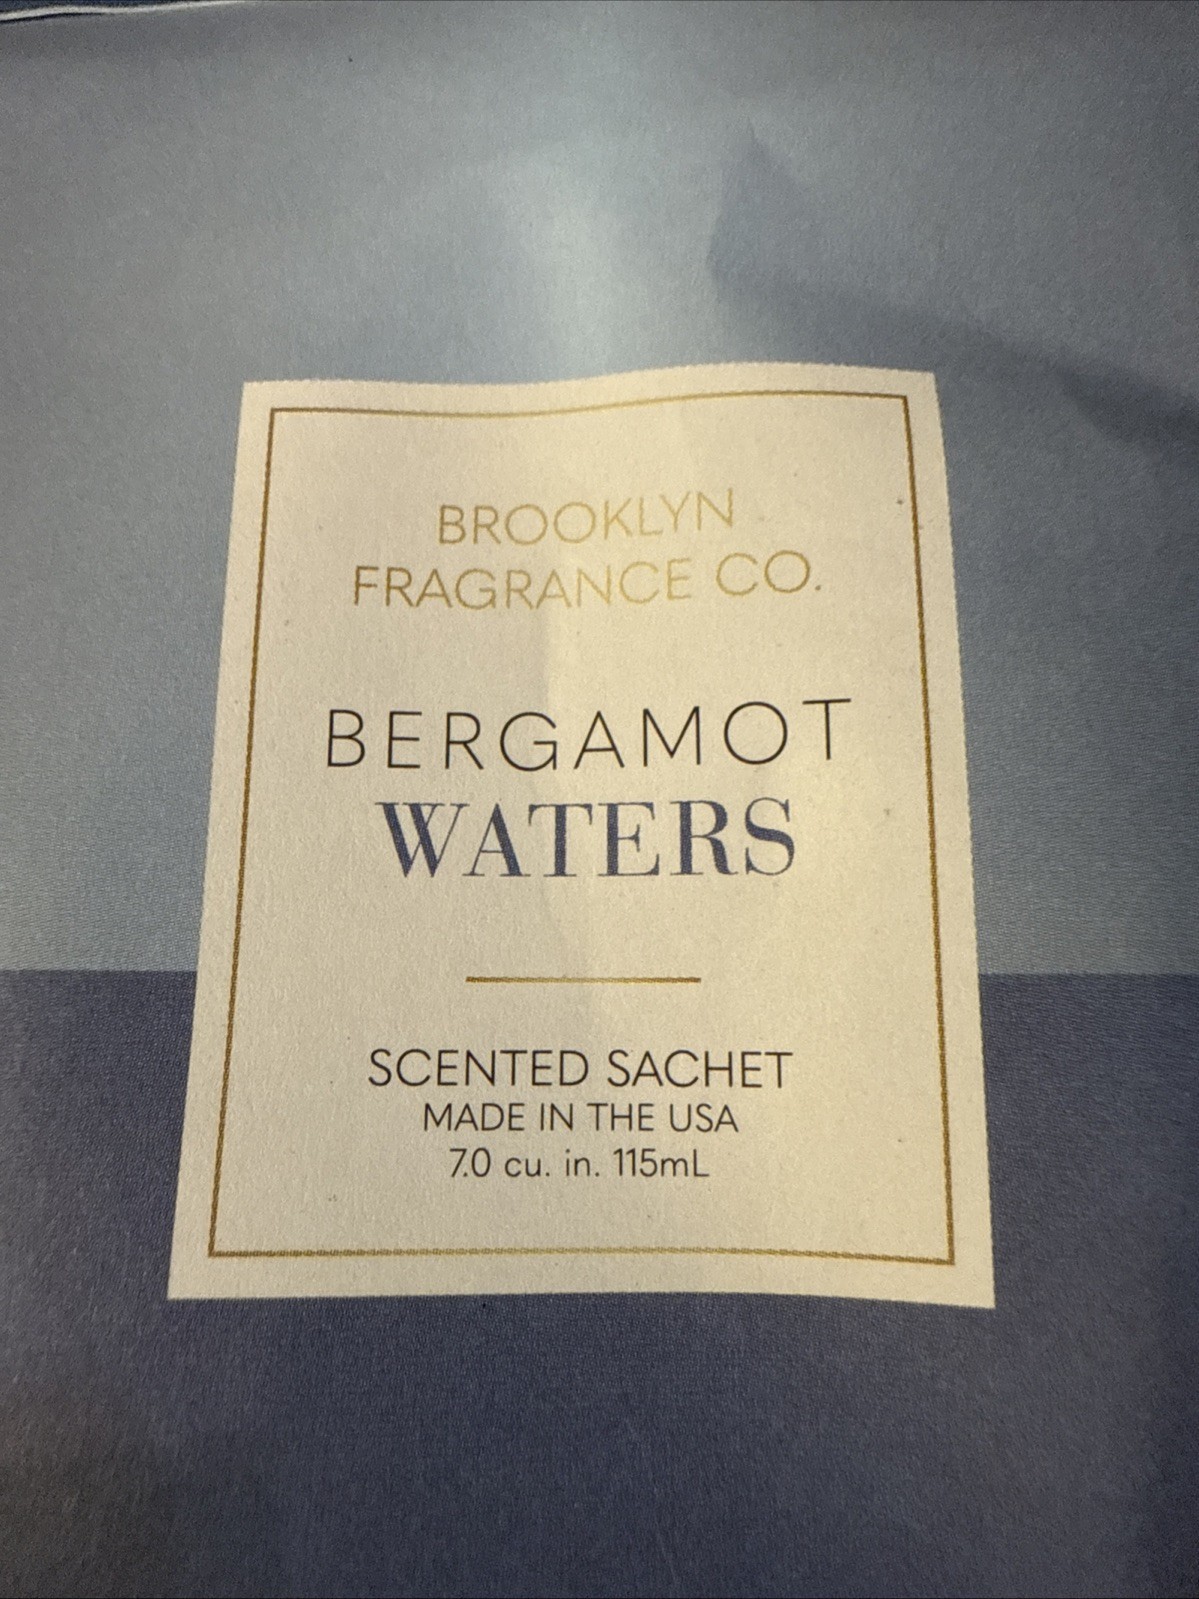 BROOKLYN
FRAGRANCE CO.
BERGAMOT
WATERS
SCENTED SACHET
MADE IN THE USA
7.0 cu. in. 115mL